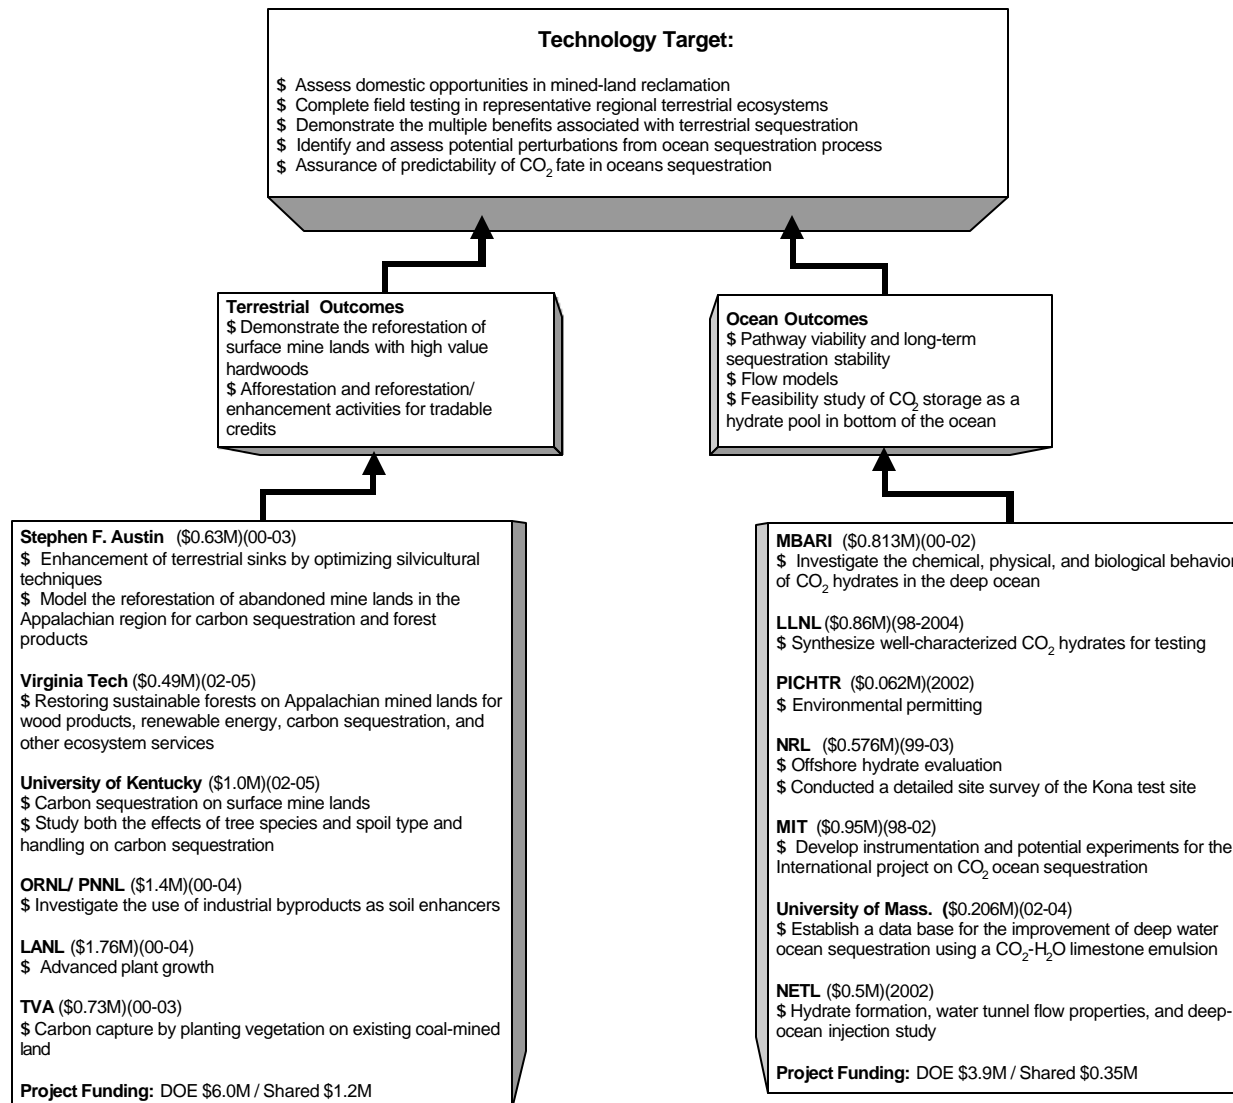 Technology Target:
$ Assess domestic opportunities in mined-land reclamation
$ Complete field testing in representative regional terrestrial ecosystems
$ Demonstrate the multiple benefits associated with terrestrial sequestration
$ Identify and assess potential perturbations from ocean sequestration process
$ Assurance of predictability of CO2 fate in oceans sequestration
Terrestrial Outcomes
$ Demonstrate the reforestation of
surface mine lands with high value
hardwoods
$ Afforestation and reforestation/
enhancement activities for tradable
credits
Ocean Outcomes
$ Pathway viability and long-term
sequestration stability
$ Flow models
$ Feasibility study of CO2 storage as a
hydrate pool in bottom of the ocean
Stephen F. Austin ($0.63M)(00-03)
$ Enhancement of terrestrial sinks by optimizing silvicultural
techniques
$ Model the reforestation of abandoned mine lands in the
Appalachian region for carbon sequestration and forest
products
Virginia Tech ($0.49M)(02-05)
$ Restoring sustainable forests on Appalachian mined lands for
wood products, renewable energy, carbon sequestration, and
other ecosystem services
University of Kentucky ($1.0M)(02-05)
$ Carbon sequestration on surface mine lands
$ Study both the effects of tree species and spoil type and
handling on carbon sequestration
ORNL/ PNNL ($1.4M)(00-04)
$ Investigate the use of industrial byproducts as soil enhancers
LANL ($1.76M)(00-04)
$ Advanced plant growth
TVA ($0.73M)(00-03)
$ Carbon capture by planting vegetation on existing coal-mined
land
Project Funding: DOE $6.0M / Shared $1.2M
MBARI ($0.813M)(00-02)
$ Investigate the chemical, physical, and biological behavior
of CO2 hydrates in the deep ocean
LLNL ($0.86M)(98-2004)
$ Synthesize well-characterized CO2 hydrates for testing
PICHTR ($0.062M)(2002)
$ Environmental permitting
NRL ($0.576M)(99-03)
$ Offshore hydrate evaluation
$ Conducted a detailed site survey of the Kona test site
MIT ($0.95M)(98-02)
$ Develop instrumentation and potential experiments for the
International project on CO2 ocean sequestration
University of Mass. ($0.206M)(02-04)
$ Establish a data base for the improvement of deep water
ocean sequestration using a CO2-H2O limestone emulsion
NETL ($0.5M)(2002)
$ Hydrate formation, water tunnel flow properties, and deep-
ocean injection study
Project Funding: DOE $3.9M / Shared $0.35M